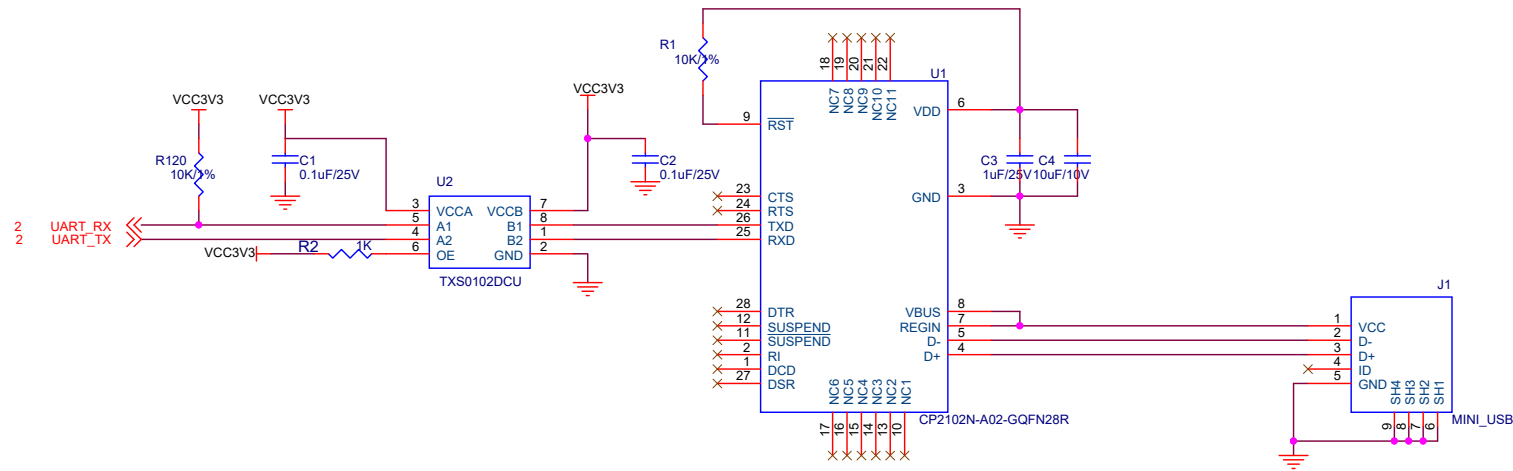 R1
10K/1%
18
19
20
21
22
NC7
NC8
NC9
NC10
NC11
U1
VDD
6
9
RST
VCC3V3
VCC3V3
VCC3V3
R120
10K/1%
C1
0.1uF/25V
C2
0.1uF/25V
C3
1uF/25V
C4
10uF/10V
GND
3
U2
3
VCCA
VCCB
7
5
A1
B1
8
4
A2
B2
1
6
OE
GND
2
TXS0102DCU
2 UART_RX
2 UART_TX
VCC3V3
R2
1K
23
CTS
24
RTS
26
TXD
25
RXD
28
DTR
12
SUSPEND
11
SUSPEND
2
RI
1
DCD
27
DSR
VBUS
8
REGIN
7
D-
5
D+
4
NC6
NC5
NC4
NC3
NC2
NC1
17
16
15
14
13
10
CP2102N-A02-GQFN28R
J1
1
VCC
2
D-
3
D+
4
ID
5
GND
SH4
SH3
SH2
SH1
9
8
7
6
MINI_USB